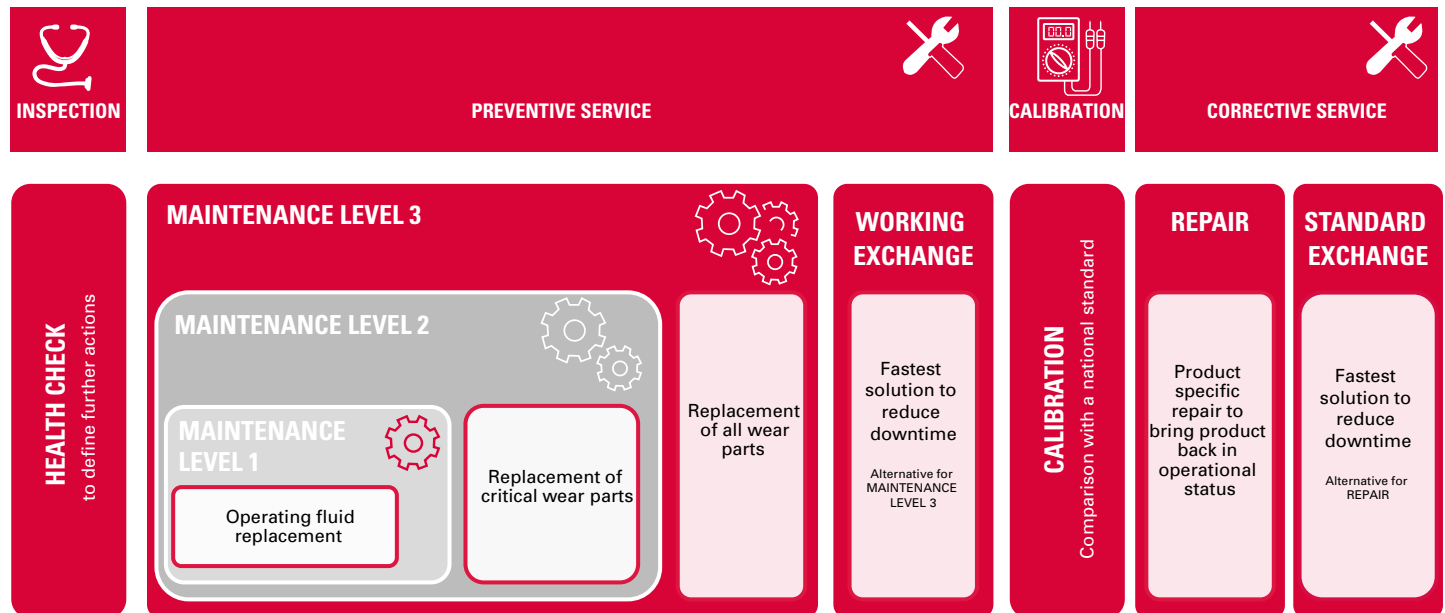 INSPECTION
PREVENTIVE SERVICE
00.0
CALIBRATION
CORRECTIVE SERVICE
HEALTH CHECK
to define further actions
MAINTENANCE LEVEL 3
MAINTENANCE LEVEL 2
MAINTENANCE
LEVEL 1
Operating fluid
replacement
Replacement of
critical wear parts
Replacement
of all wear
parts
WORKING
EXCHANGE
Fastest
solution to
reduce
downtime
Alternative for
MAINTENANCE
LEVEL 3
CALIBRATION
Comparison with a national standard
REPAIR
Product
specific
repair to
bring product
back in
operational
status
STANDARD
EXCHANGE
Fastest
solution to
reduce
downtime
Alternative for
REPAIR